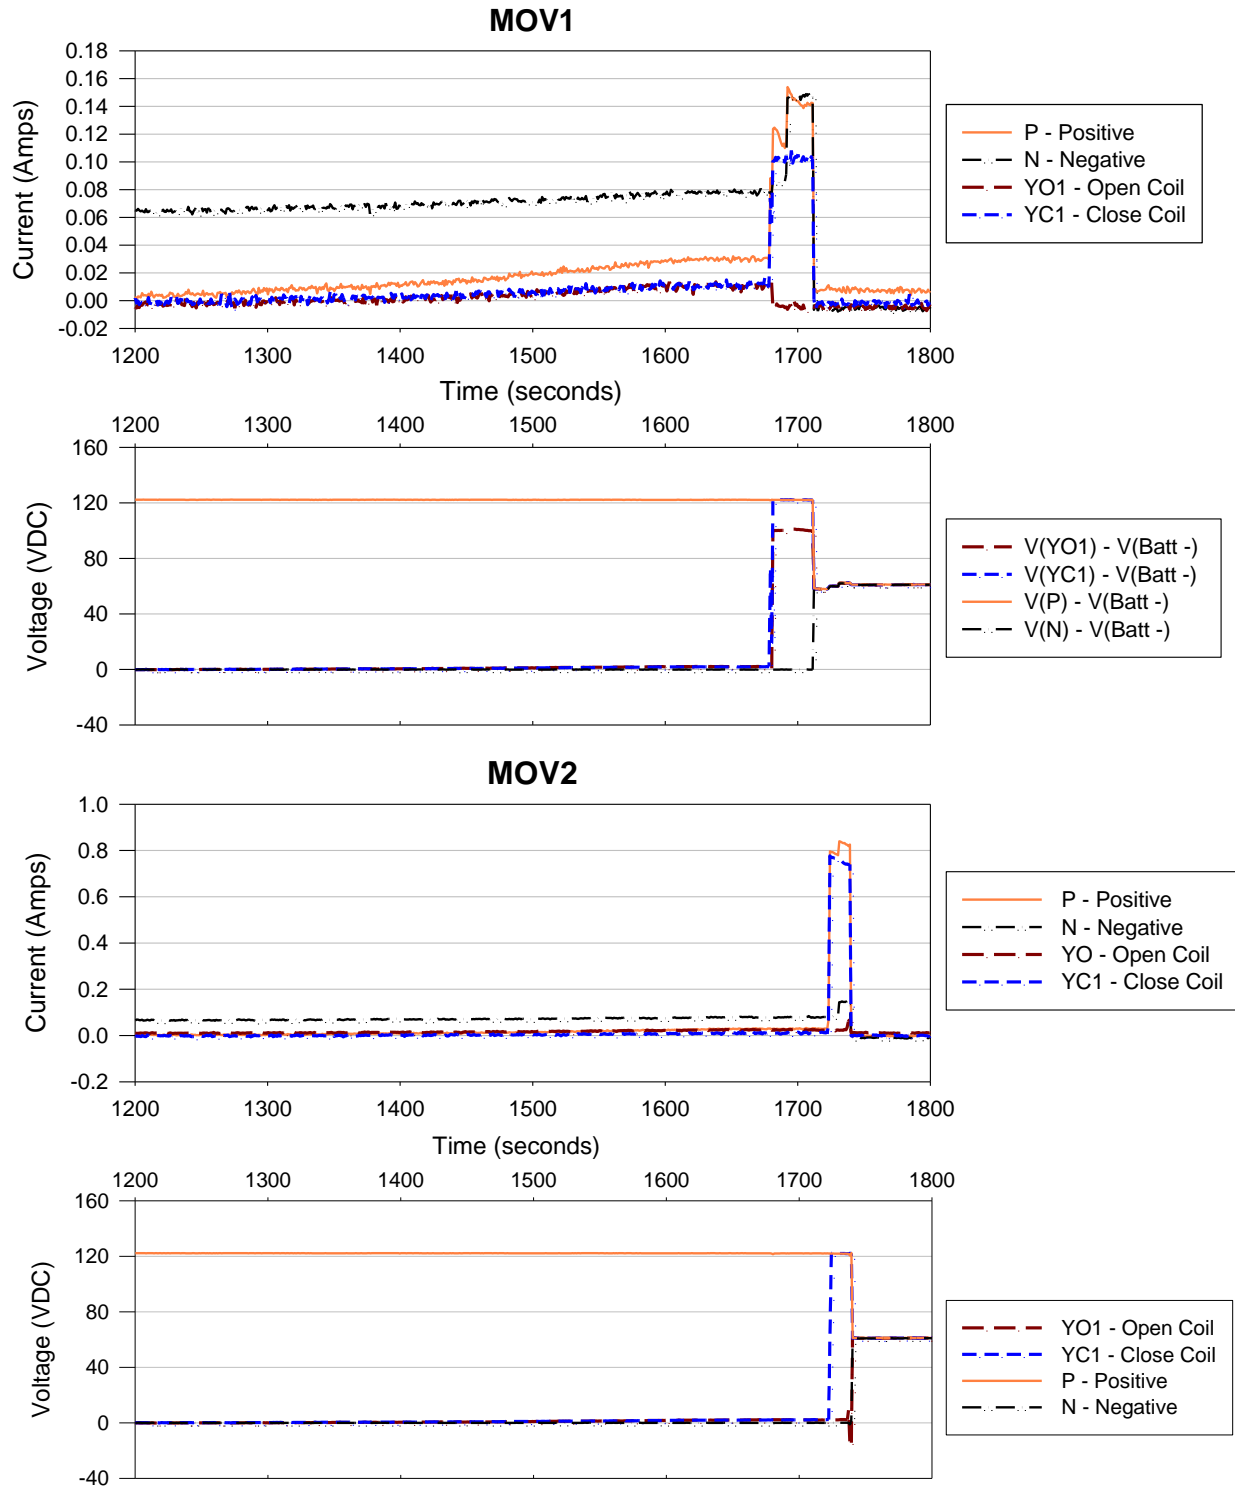 MOV1
0.18
0.16
0.14
0.12
0.10
0.08
0.06
0.04
0.02
0.00
-0.02
Current (Amps)
1200 1300 1400 1500 1600 1700 1800
Time (seconds)
P - Positive
N - Negative
YO1 - Open Coil
YC1 - Close Coil
1200 1300 1400 1500 1600 1700 1800
160
120
80
40
0
-40
Voltage (VDC)
V(YO1) - V(Batt -)
V(YC1) - V(Batt -)
V(P) - V(Batt -)
V(N) - V(Batt -)
MOV2
1.0
0.8
0.6
0.4
0.2
0.0
-0.2
Current (Amps)
1200 1300 1400 1500 1600 1700 1800
Time (seconds)
P - Positive
N - Negative
YO - Open Coil
YC1 - Close Coil
1200 1300 1400 1500 1600 1700 1800
160
120
80
40
0
-40
Voltage (VDC)
YO1 - Open Coil
YC1 - Close Coil
P - Positive
N - Negative